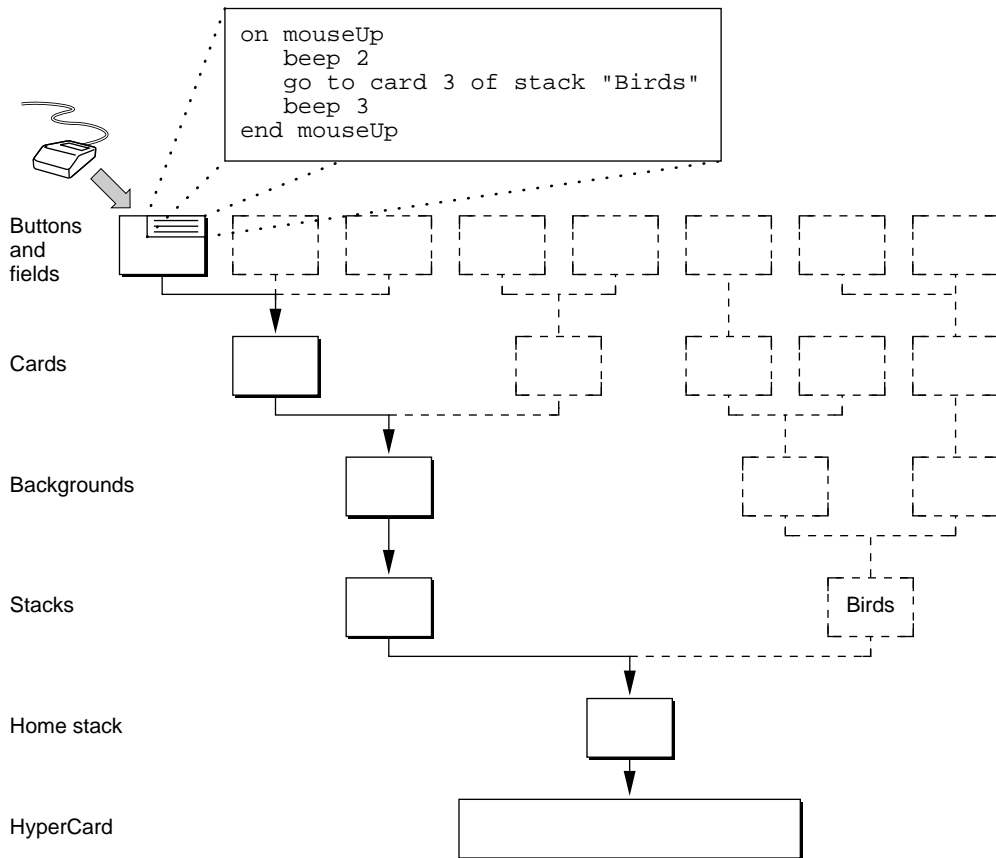 on mouseUp
   beep 2
   go to card 3 of stack "Birds"
   beep 3
end mouseUp
Buttons
and
fields
Cards
Backgrounds
Stacks
Birds
Home stack
HyperCard